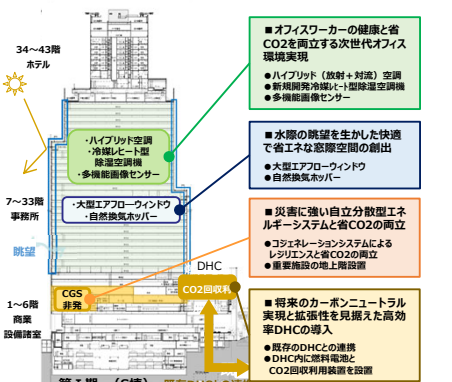 34～43階
ホテル
7～33階
事務所
眺望
1～6階
商業
設備諸室
・ハイブリッド空調
・冷媒レヒート型
除湿空調機
・多機能画像センサー
・大型エアフローウィンドウ
・自然換気ホッパー
CGS
非発
DHC
CO2回収利
■オフィスワーカーの健康と省
CO2を両立する次世代オフィス
環境実現
●ハイブリッド（放射＋対流）空調
●新規開発冷媒ﾚﾋｰﾄ型除湿空調機
●多機能画像センサー
■水際の眺望を生かした快適
で省エネな窓際空間の創出
●大型エアフローウィンドウ
●自然換気ホッパー
■災害に強い自立分散型エネ
ルギーシステムと省CO2の両立
●コジェネレーションシステムによる
レジリエンスと省CO2の両立
●重要施設の地上階設置
■将来のカーボンニュートラル
実現と拡張性を見据えた高効
率DHCの導入
●既存のDHCとの連携
●DHC内に燃料電池と
CO2回収利用装置を設置